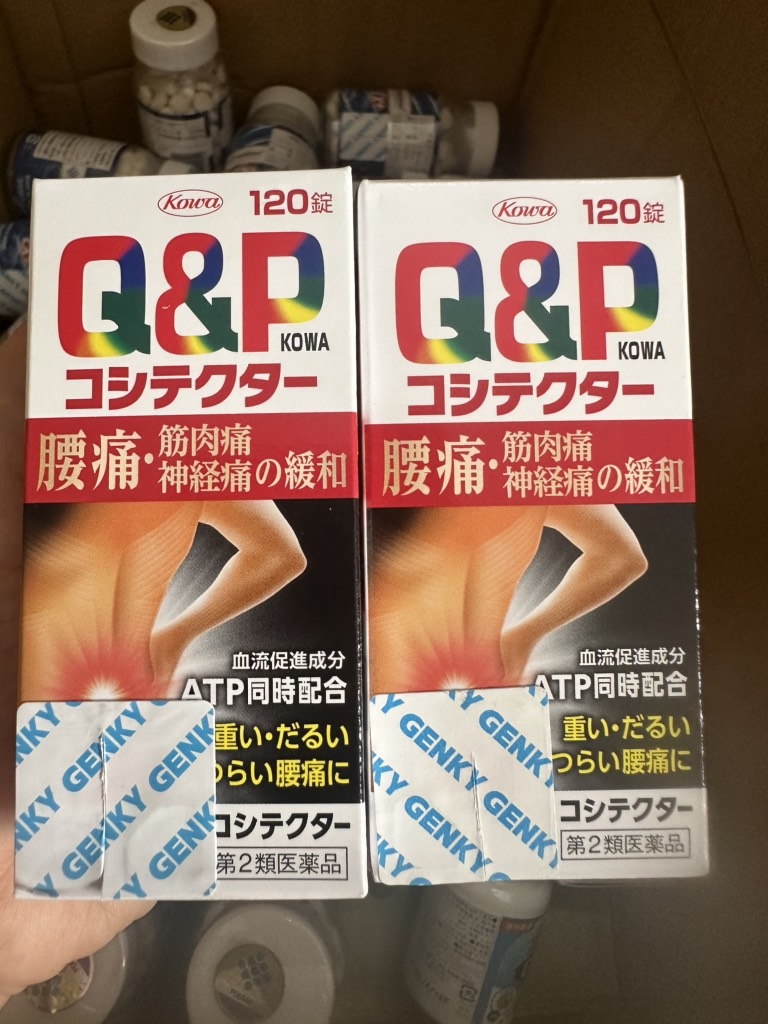 Kowa 120錠
Q&P
KOWA
コシテクター
腰痛・筋肉痛
神経痛の緩和
血流促進成分
ATP同時配合
重い・だるい
つらい腰痛に
コシテクター
第2類医薬品
GENKY GENKY GENKY
Kowa 120錠
Q&P
KOWA
コシテクター
腰痛・筋肉痛
神経痛の緩和
血流促進成分
ATP同時配合
重い・だるい
つらい腰痛に
コシテクター
第2類医薬品
GENKY GENKY GENKY